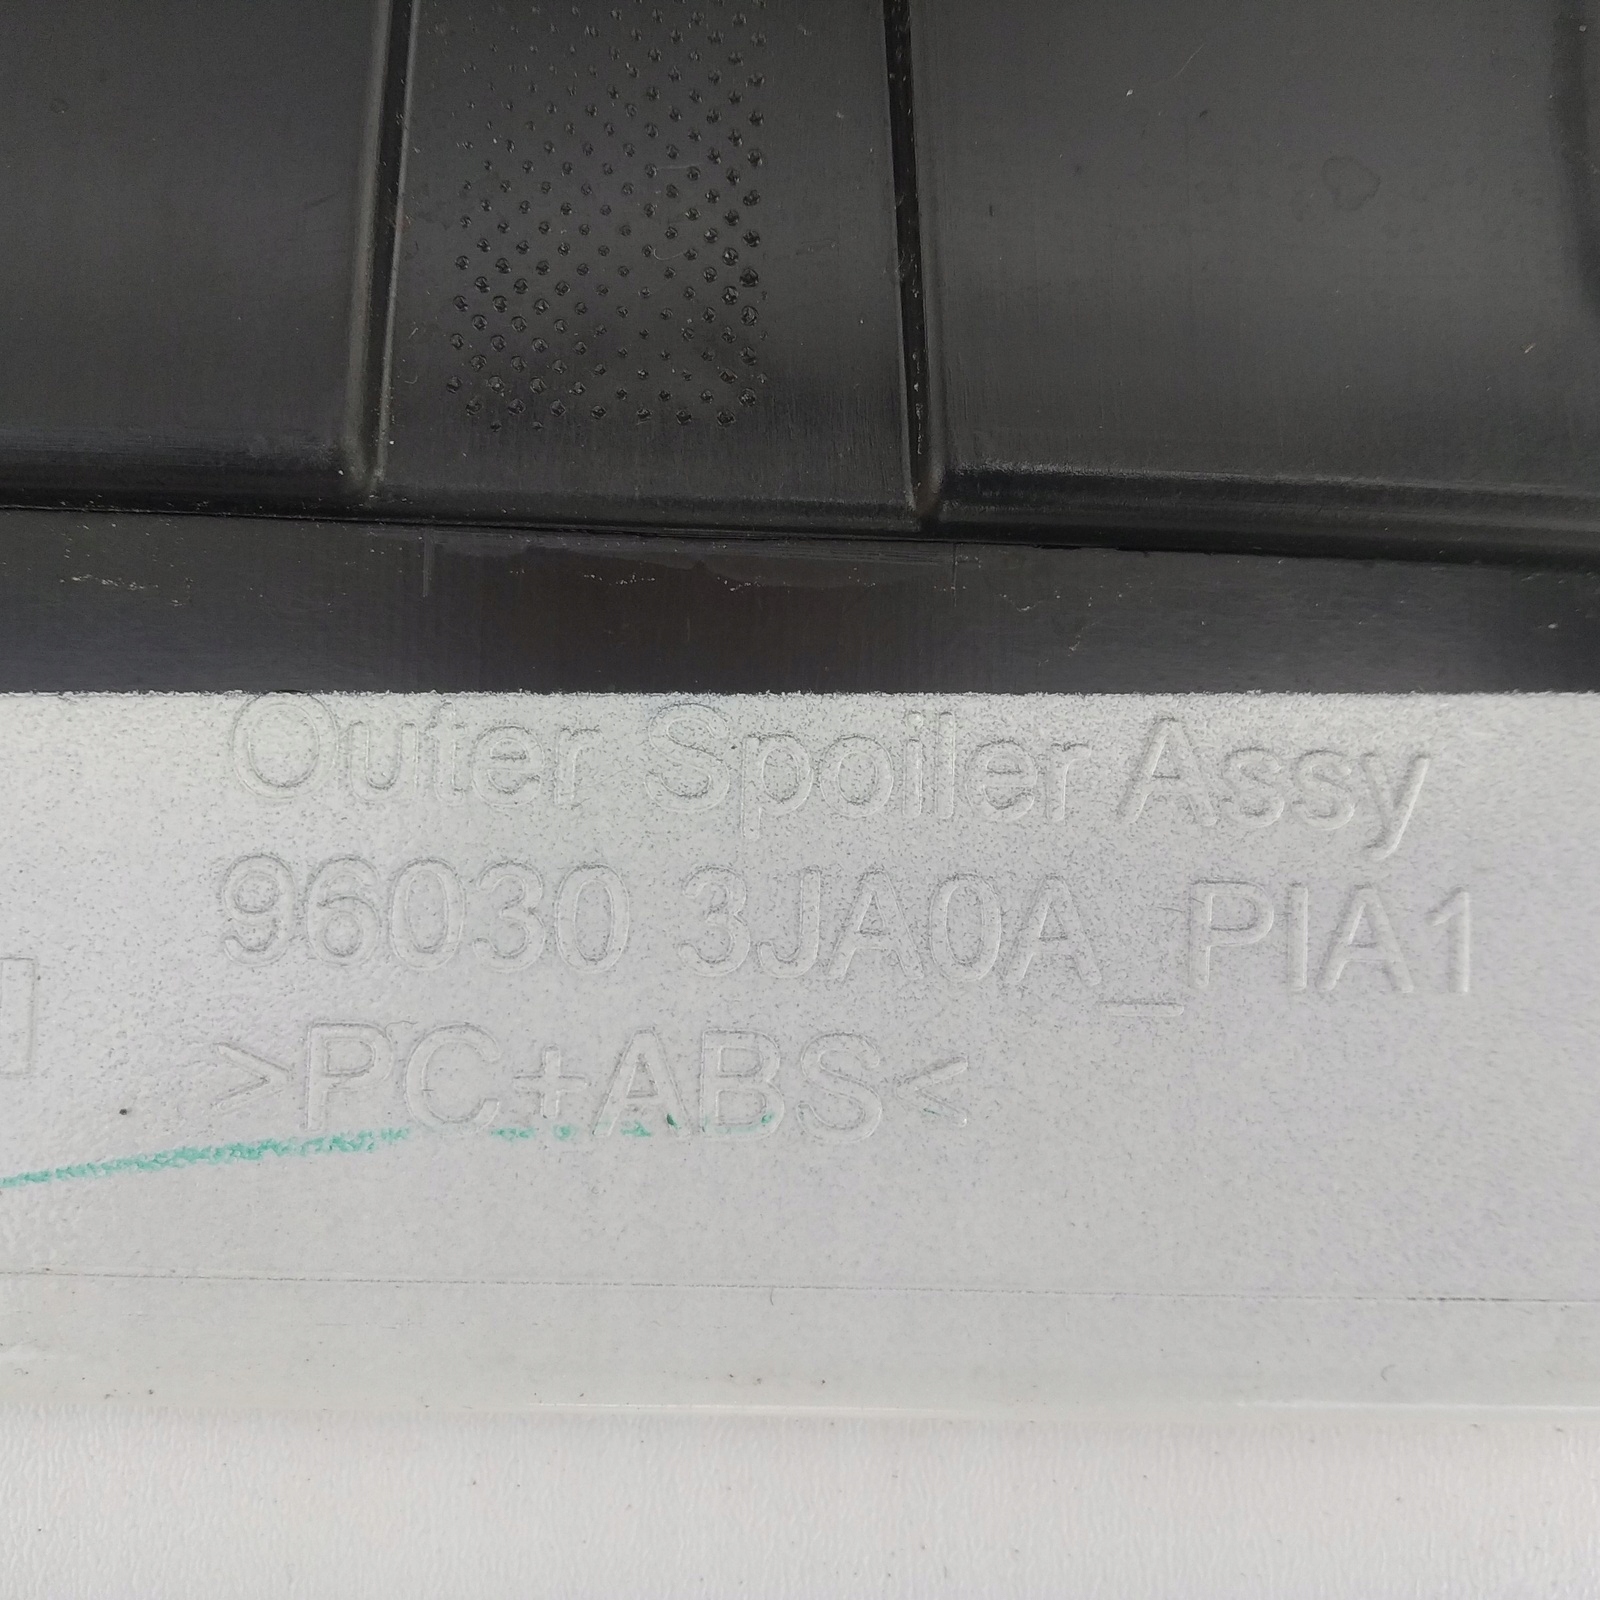 Outer Spoiler Assy
96030 3JA0A_PIA1
>PC+ABS<